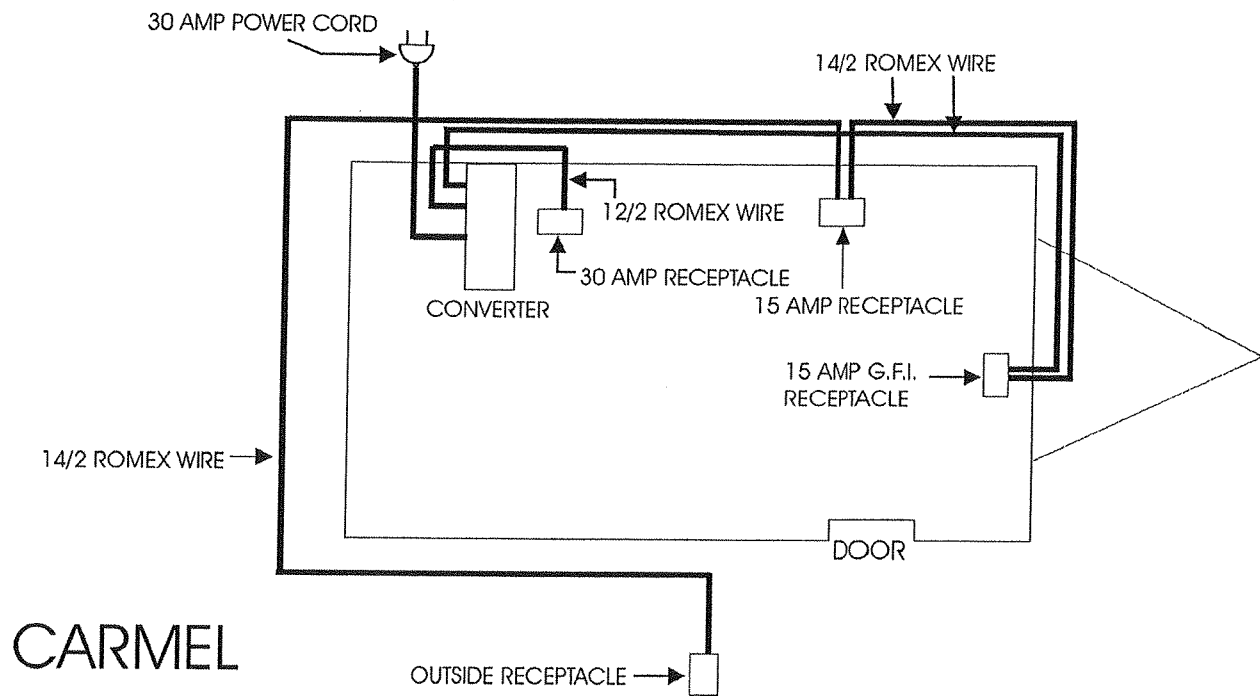 30 AMP POWER CORD
14/2 ROMEX WIRE
12/2 ROMEX WIRE
30 AMP RECEPTACLE
CONVERTER
15 AMP RECEPTACLE
15 AMP G.F.I.
RECEPTACLE
14/2 ROMEX WIRE
DOOR
CARMEL
OUTSIDE RECEPTACLE